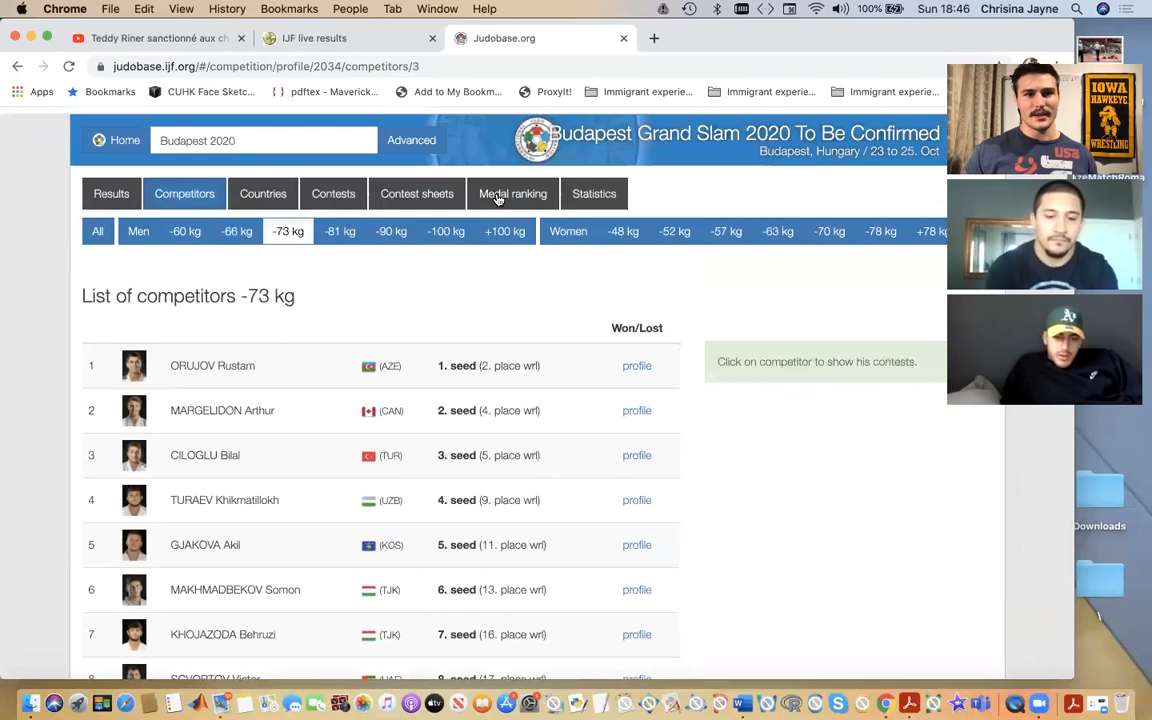 Chrome File Edit View History Bookmarks People Tab Window Help 100% Sun 18:46 Chrisina Jayne
Teddy Riner sanctionné aux ch IJF live results Judobase.org
judobase.ijf.org/#/competition/profile/2034/competitors/3
Apps Bookmarks CUHK Face Sketc... pdftex - Maverick... Add to My Bookm... ProxyIt! Immigrant experie... Immigrant experie... Immigrant experie...
Home Budapest 2020 Advanced Budapest Grand Slam 2020 To Be Confirmed
Budapest, Hungary / 23 to 25. Oct
Results Competitors Countries Contests Contest sheets Medal ranking Statistics
All Men -60 kg -66 kg -73 kg -81 kg -90 kg -100 kg +100 kg Women -48 kg -52 kg -57 kg -63 kg -70 kg -78 kg +78 kg
List of competitors -73 kg
Won/Lost
1 ORUJOV Rustam (AZE) 1. seed (2. place wrl) profile
Click on competitor to show his contests.
2 MARGELIDON Arthur (CAN) 2. seed (4. place wrl) profile
3 CILOGLU Bilal (TUR) 3. seed (5. place wrl) profile
4 TURAEV Khikmatillokh (UZB) 4. seed (9. place wrl) profile
5 GJAKOVA Akil (KOS) 5. seed (11. place wrl) profile
6 MAKHMADBEKOV Somon (TJK) 6. seed (13. place wrl) profile
7 KHOJAZODA Behruzi (TJK) 7. seed (16. place wrl) profile
IOWA
HAWKEYE
WRESTLING
USA
A's
Downloads